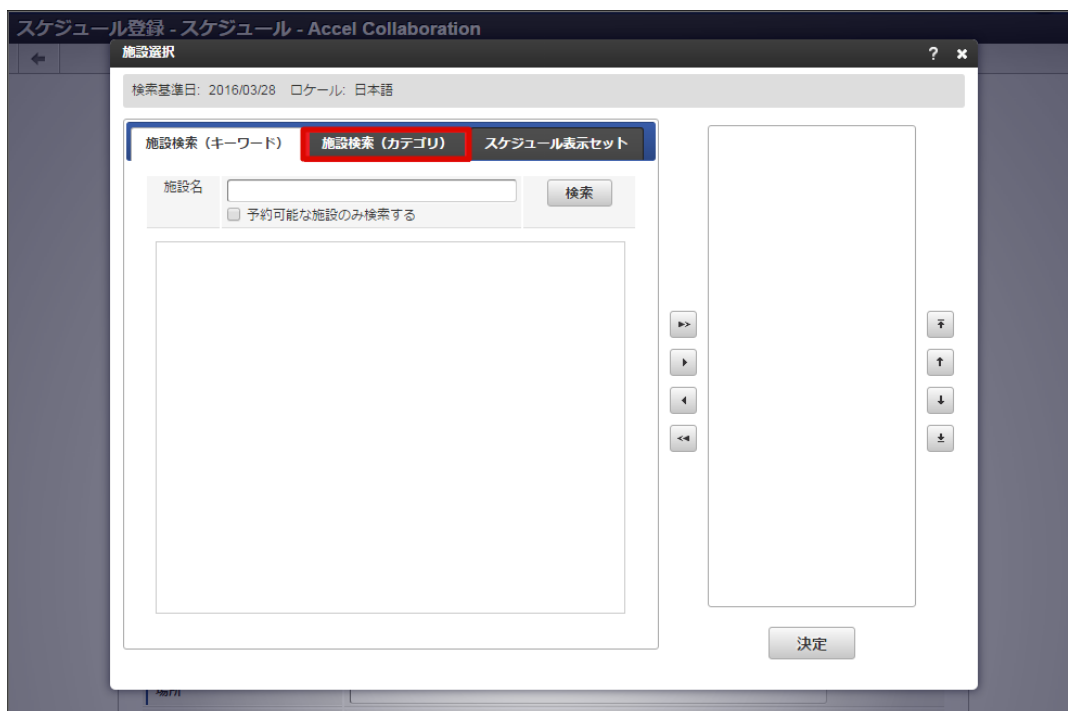 スケジュール登録 - スケジュール - Accel Collaboration
施設選択
検索基準日: 2016/03/28 ロケール: 日本語
施設検索（キーワード） 施設検索（カテゴリ） スケジュール表示セット
施設名 検索
予約可能な施設のみ検索する
決定
場所